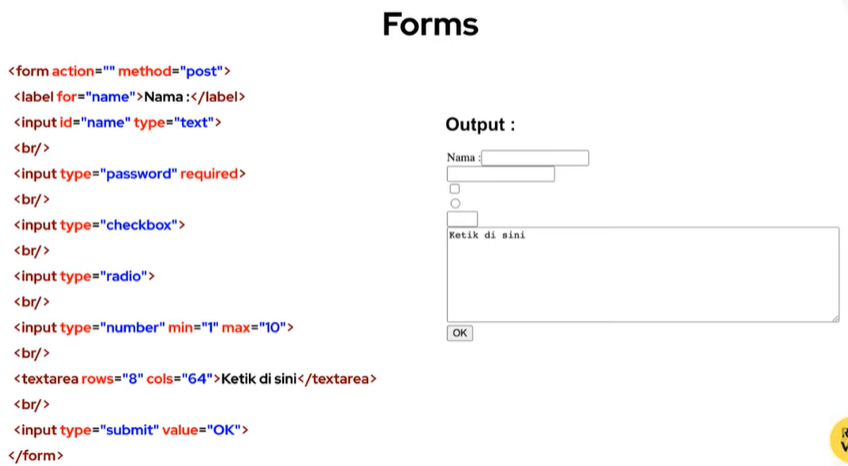 Forms
<form action="" method="post">
<label for="name">Nama :</label>
<input id="name" type="text">
<br/>
<input type="password" required>
<br/>
<input type="checkbox">
<br/>
<input type="radio">
<br/>
<input type="number" min="1" max="10">
<br/>
<textarea rows="8" cols="64">Ketik di sini</textarea>
<br/>
<input type="submit" value="OK">
</form>
Output :
Nama :
Ketik di sini
OK